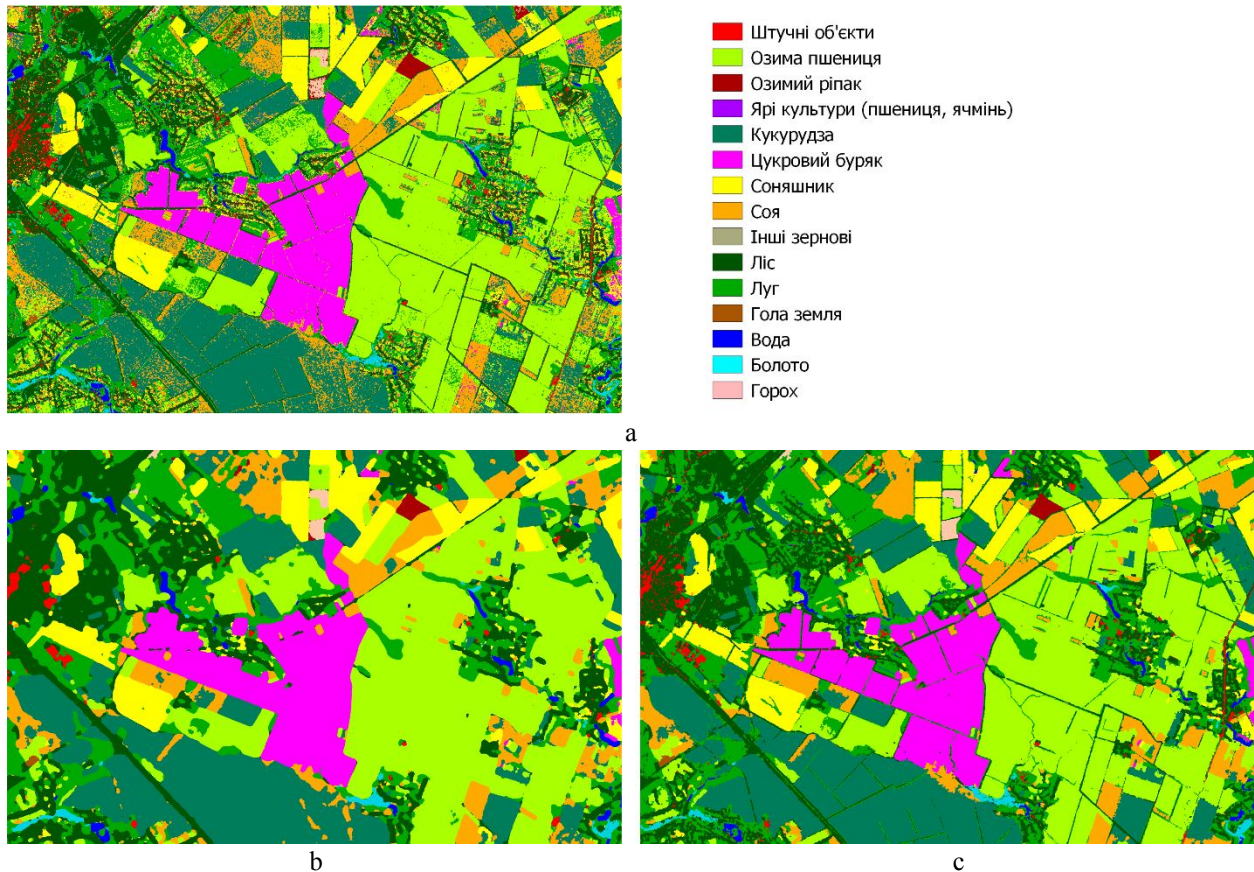 Штучні об'єкти
Озима пшениця
Озимий ріпак
Ярі культури (пшениця, ячмінь)
Кукурудза
Цукровий буряк
Соняшник
Соя
Інші зернові
Ліс
Луг
Гола земля
Вода
Болото
Горох
a
b
c